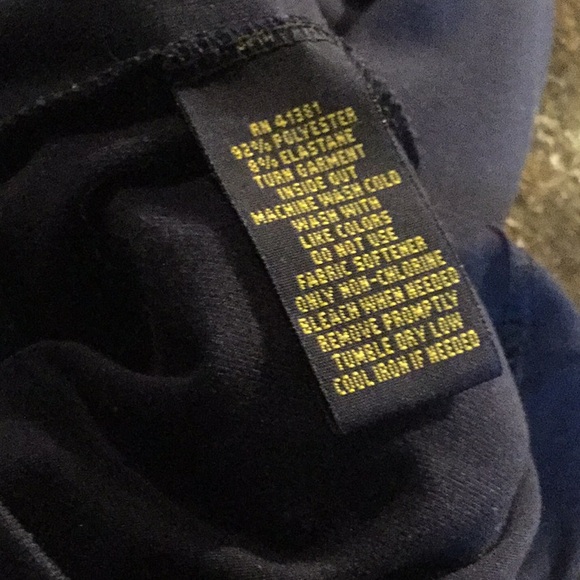 RN 41381
92% POLYESTER
8% ELASTANE
TURN GARMENT
INSIDE OUT
MACHINE WASH COLD
WASH WITH
LIKE COLORS
DO NOT USE
FABRIC SOFTENER
ONLY NON-CHLORINE
BLEACH WHEN NEEDED
REMOVE PROMPTLY
TUMBLE DRY LOW
COOL IRON IF NEEDED